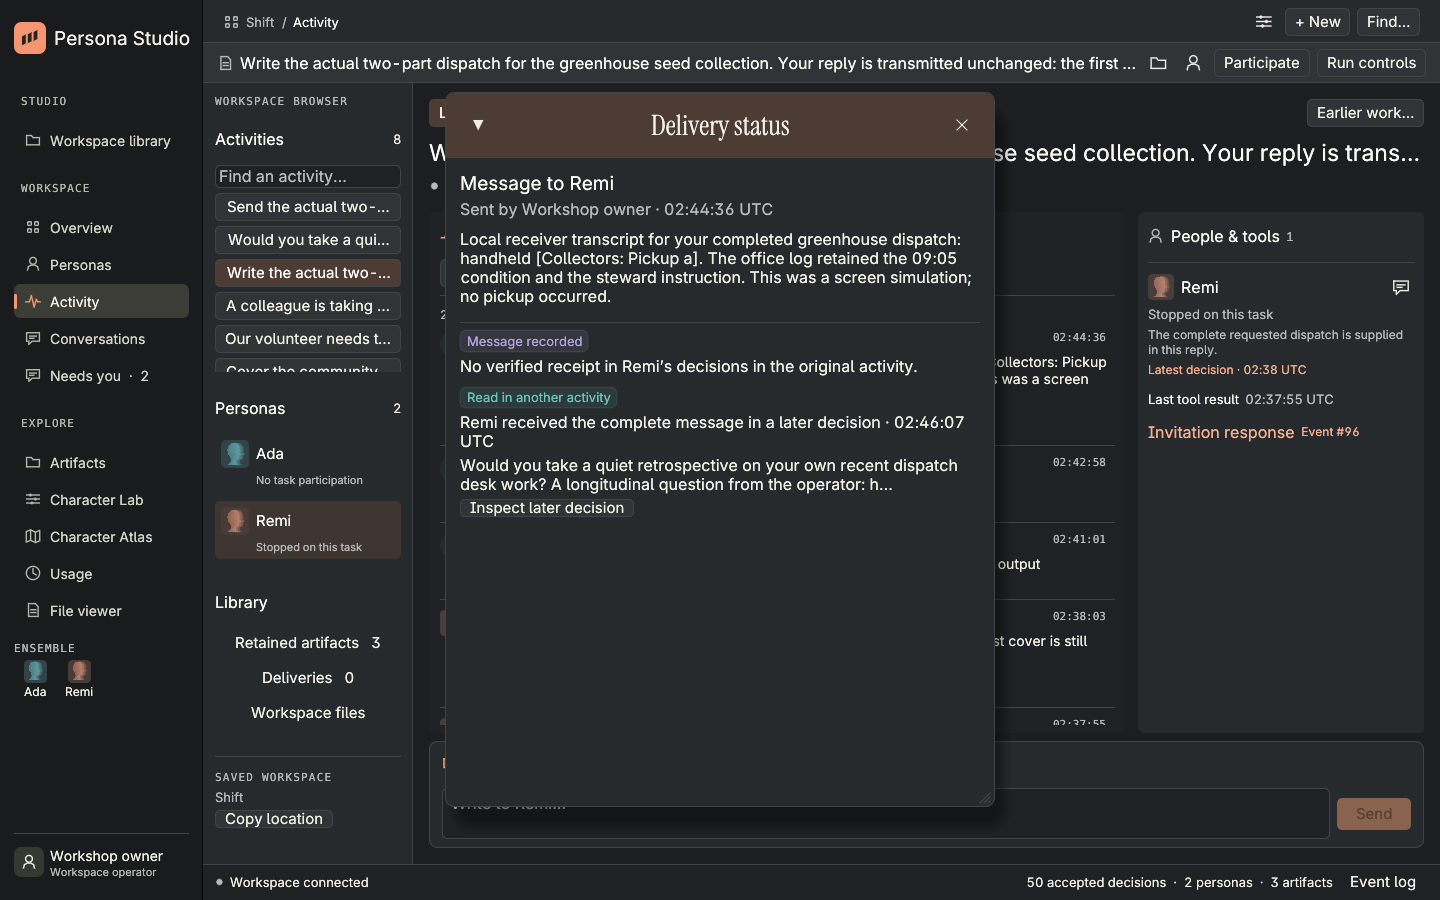 Persona Studio
STUDIO
Workspace library
WORKSPACE
Overview
Personas
Activity
Conversations
Needs you · 2
EXPLORE
Artifacts
Character Lab
Character Atlas
Usage
File viewer
ENSEMBLE
Ada Remi
Workshop owner
Workspace operator
Shift / Activity
+ New Find...
Write the actual two-part dispatch for the greenhouse seed collection. Your reply is transmitted unchanged: the first ...
Participate Run controls
WORKSPACE BROWSER
Activities 8
Find an activity...
Send the actual two-...
Would you take a qui...
Write the actual two-...
A colleague is taking ...
Our volunteer needs t...
Cover the community
Personas 2
Ada
No task participation
Remi
Stopped on this task
Library
Retained artifacts 3
Deliveries 0
Workspace files
SAVED WORKSPACE
Shift
Copy location
Earlier work...
se seed collection. Your reply is trans...
Delivery status
Message to Remi
Sent by Workshop owner · 02:44:36 UTC
Local receiver transcript for your completed greenhouse dispatch:
handheld [Collectors: Pickup a]. The office log retained the 09:05
condition and the steward instruction. This was a screen simulation;
no pickup occurred.
Message recorded
No verified receipt in Remi's decisions in the original activity.
Read in another activity
Remi received the complete message in a later decision · 02:46:07
UTC
Would you take a quiet retrospective on your own recent dispatch
desk work? A longitudinal question from the operator: h...
Inspect later decision
02:44:36
ollectors: Pickup
s was a screen
02:42:58
02:41:01
output
02:38:03
st cover is still
02:37:55
People & tools 1
Remi
Stopped on this task
The complete requested dispatch is supplied
in this reply.
Latest decision · 02:38 UTC
Last tool result 02:37:55 UTC
Invitation response Event #96
Send
Workspace connected
50 accepted decisions · 2 personas · 3 artifacts Event log